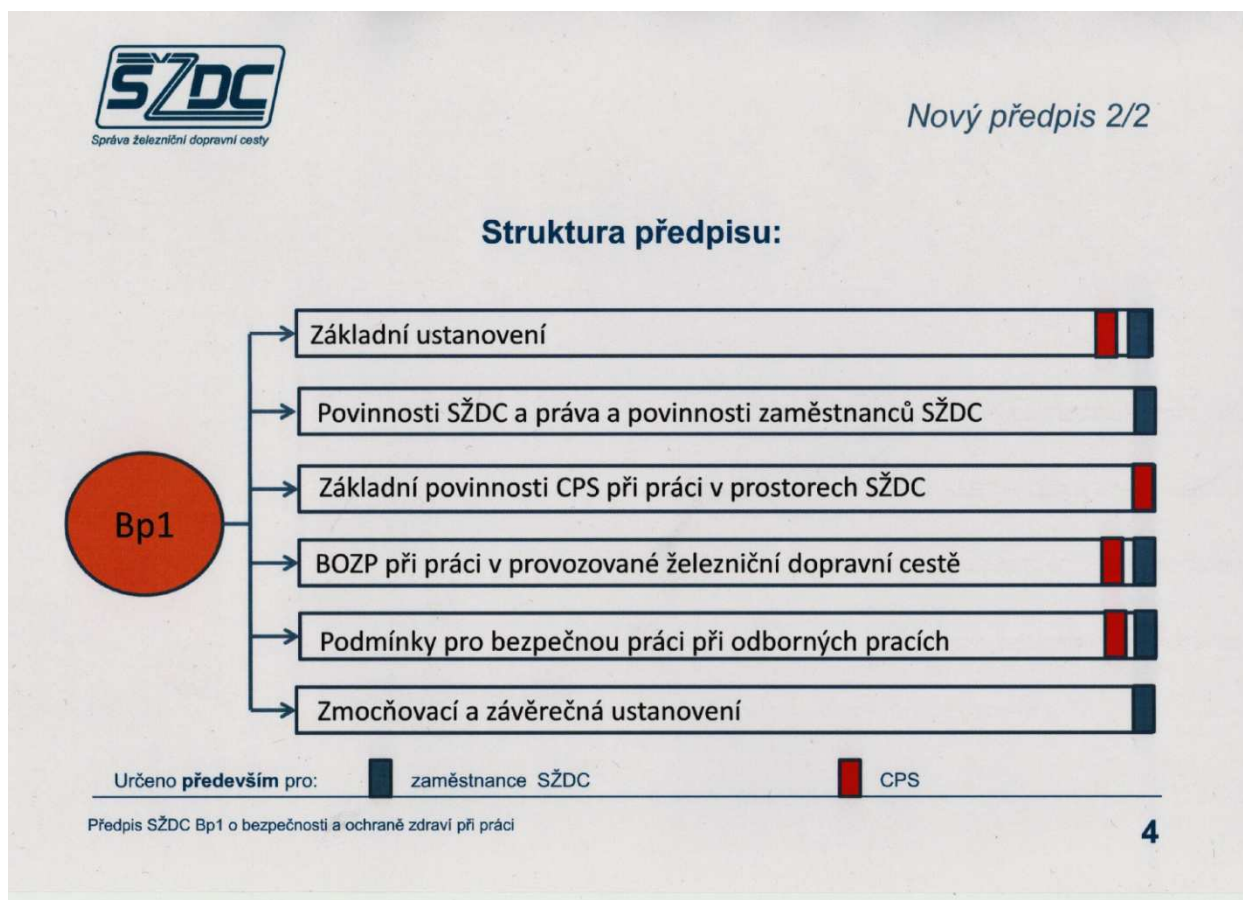 SŽDC
Správa železniční dopravní cesty
Nový předpis 2/2
Struktura předpisu:
Základní ustanovení
Povinnosti SŽDC a práva a povinnosti zaměstnanců SŽDC
Základní povinnosti CPS při práci v prostorech SŽDC
Bp1
BOZP při práci v provozované železniční dopravní cestě
Podmínky pro bezpečnou práci při odborných pracích
Zmocňovací a závěrečná ustanovení
Určeno především pro: zaměstnance SŽDC CPS
Předpis SŽDC Bp1 o bezpečnosti a ochraně zdraví při práci
4